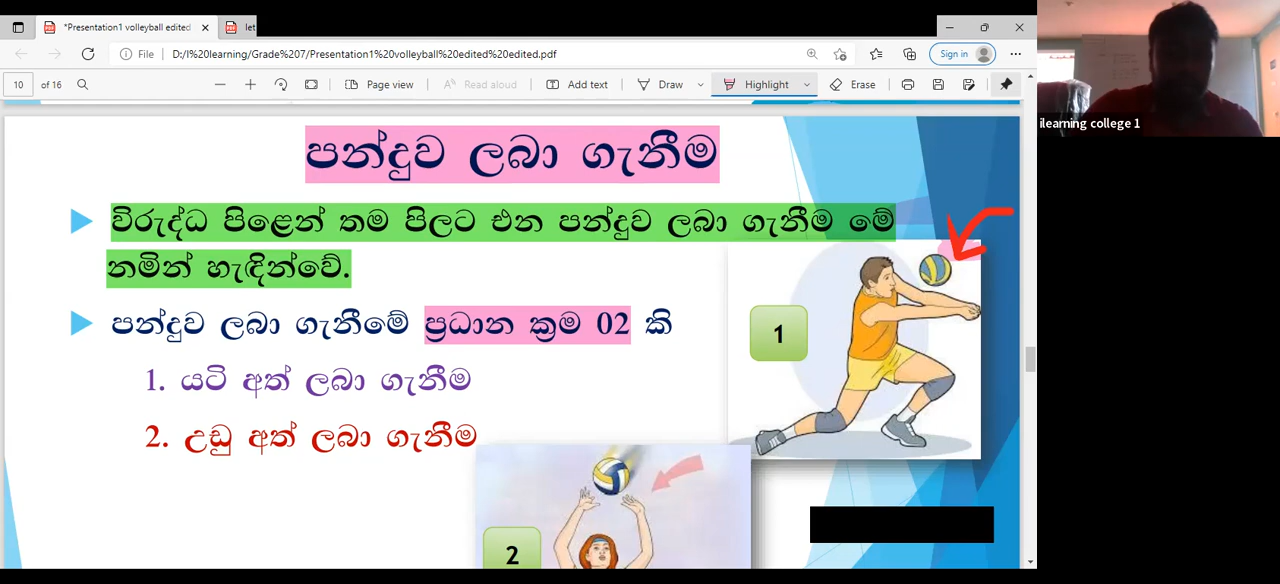 *Presentation1 volleyball edited
let
File
D:/I%20learning/Grade%207/Presentation1%20volleyball%20edited%20edited.pdf
Sign in
10 of 16
Page view
Read aloud
Add text
Draw
Highlight
Erase
ilearning college 1
පන්දුව ලබා ගැනීම
විරුද්ධ පිළෙන් තම පිලට එන පන්දුව ලබා ගැනීම මේ
නමින් හැඳින්වේ.
පන්දුව ලබා ගැනීමේ ප්‍රධාන ක්‍රම 02 කි
1. යටි අත් ලබා ගැනීම
2. උඩු අත් ලබා ගැනීම
1
2